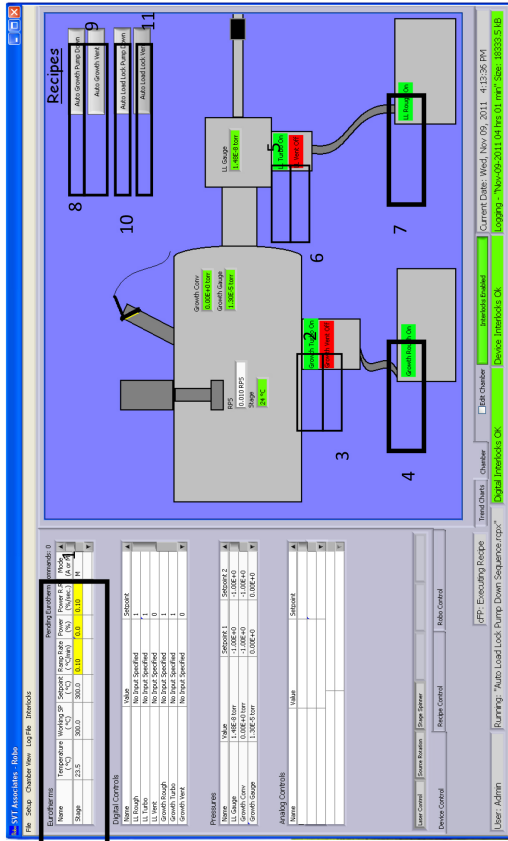 SVT Associates - Robo
File Setup Chamber View Log File Interlocks
Eurotherms
Pending Eurotherm Commands: 0
Name Temperature (°C) Working SP (°C) Setpoint (°C) Ramp Rate (°C/min) Power (%) Power R.R (%/sec.) Mode (A or M)
Stage 23.5 300.0 300.0 0.10 0.0 0.10 M
1
Digital Controls
Name Value Setpoint
LL Rough No Input Specified 1
LL Turbo No Input Specified 1
LL Vent No Input Specified 0
Growth Rough No Input Specified 1
Growth Turbo No Input Specified 1
Growth Vent No Input Specified 0
Pressures
Name Value Setpoint 1 Setpoint 2
LL Gauge 1.48E-8 torr -1.00E+0 -1.00E+0
Growth Conv 0.00E+0 torr -1.00E+0 -1.00E+0
Growth Gauge 1.30E-5 torr 0.00E+0 0.00E+0
Analog Controls
Name Value Setpoint
Laser Control Source Rotation Stage Spinner
Device Control Recipe Control Robo Control
Recipes
Auto Growth Pump Down
Auto Growth Vent
Auto Load Lock Pump Down
Auto Load Lock Vent
8
9
10
11
Growth Conv
0.00E+0 torr
Growth Gauge
1.30E-5 torr
LL Gauge
1.48E-8 torr
RPS
0.010 RPS
Stage
24 °C
Growth Turbo On
Growth Vent Off
2
3
LL Turbo On
LL Vent Off
5
6
Growth Rough On
4
LL Rough On
7
Trend Charts Chamber Edit Chamber Interlocks Enabled Current Date: Wed, Nov 09, 2011 4:13:36 PM
cFP: Executing Recipe
User: Admin Running: "Auto Load Lock Pump Down Sequence.rcpx" Digital Interlocks OK Device Interlocks OK Logging - "Nov-09-2011 04 hrs 01 min" Size: 18333.5 kB